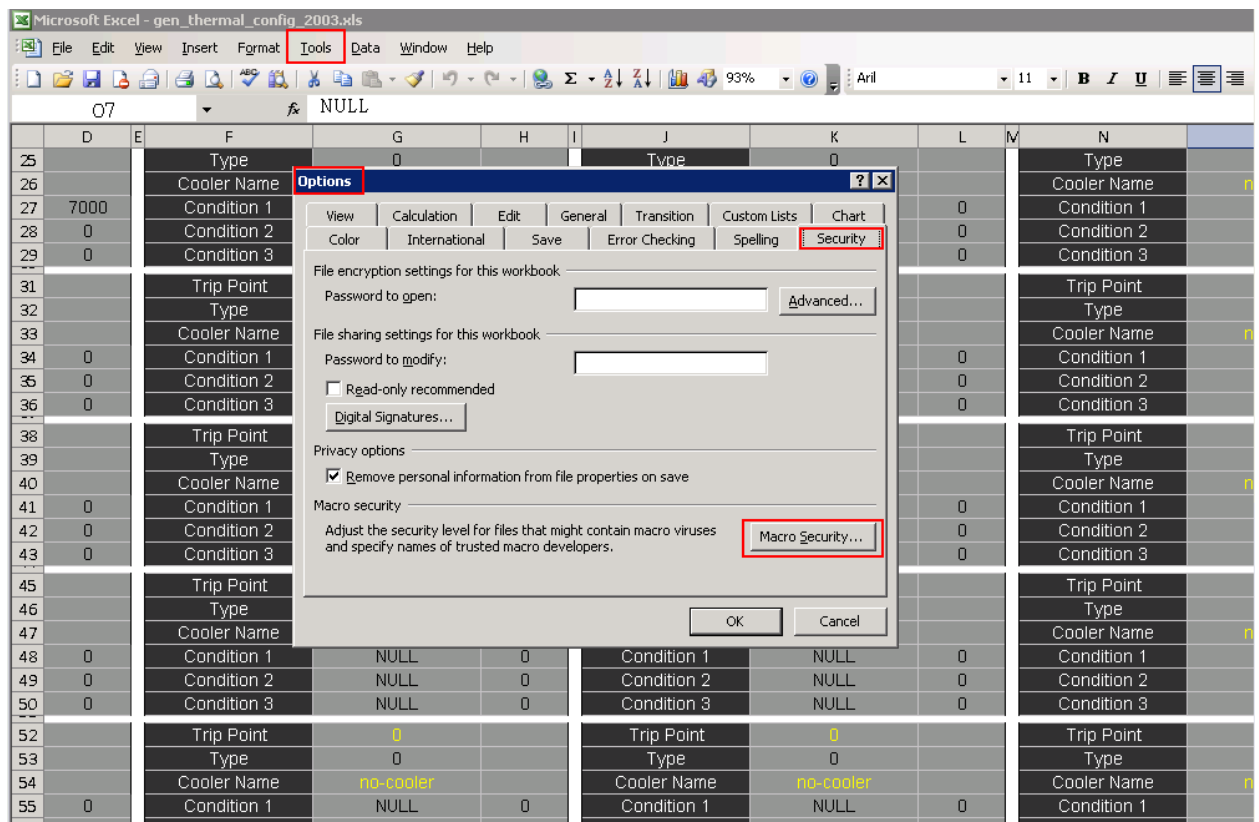 Microsoft Excel - gen_thermal_config_2003.xls
File Edit View Insert Format Tools Data Window Help
93% Aril 11 B I U
O7 fx NULL
D E F G H I J K L M N
25 Type 0 Type 0 Type
26 Cooler Name Cooler Name n
27 7000 Condition 1 0 Condition 1
28 0 Condition 2 0 Condition 2
29 0 Condition 3 0 Condition 3
31 Trip Point Trip Point
32 Type Type
33 Cooler Name Cooler Name n
34 0 Condition 1 0 Condition 1
35 0 Condition 2 0 Condition 2
36 0 Condition 3 0 Condition 3
38 Trip Point Trip Point
39 Type Type
40 Cooler Name Cooler Name n
41 0 Condition 1 0 Condition 1
42 0 Condition 2 0 Condition 2
43 0 Condition 3 0 Condition 3
45 Trip Point Trip Point
46 Type Type
47 Cooler Name Cooler Name n
48 0 Condition 1 NULL 0 Condition 1 NULL 0 Condition 1
49 0 Condition 2 NULL 0 Condition 2 NULL 0 Condition 2
50 0 Condition 3 NULL 0 Condition 3 NULL 0 Condition 3
52 Trip Point 0 Trip Point 0 Trip Point
53 Type 0 Type 0 Type
54 Cooler Name no-cooler Cooler Name no-cooler Cooler Name n
55 0 Condition 1 NULL 0 Condition 1 NULL 0 Condition 1
Options
View Calculation Edit General Transition Custom Lists Chart
Color International Save Error Checking Spelling Security
File encryption settings for this workbook
Password to open: Advanced...
File sharing settings for this workbook
Password to modify:
Read-only recommended
Digital Signatures...
Privacy options
Remove personal information from file properties on save
Macro security
Adjust the security level for files that might contain macro viruses
and specify names of trusted macro developers.
Macro Security...
OK Cancel